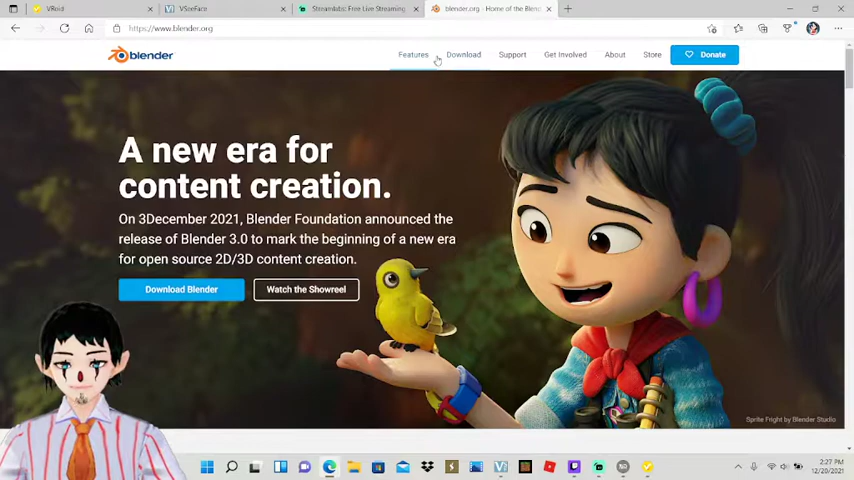 VRoid
VSeeFace
Streamlabs: Free Live Streaming
blender.org - Home of the Blend
https://www.blender.org
blender
Features
Download
Support
Get Involved
About
Store
Donate
A new era for
content creation.
On 3December 2021, Blender Foundation announced the
release of Blender 3.0 to mark the beginning of a new era
for open source 2D/3D content creation.
Download Blender
Watch the Showreel
Sprite Fright by Blender Studio
2:27 PM
12/20/2021